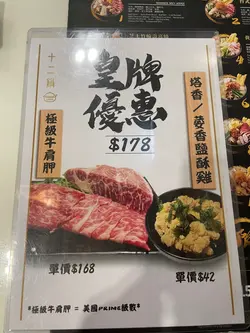 十二鍋
皇牌
優惠
$178
極級牛肩胛
塔香／蒜香鹽酥雞
單價$168
單價$42
"極級牛肩胛 = 美國PRIME級數"